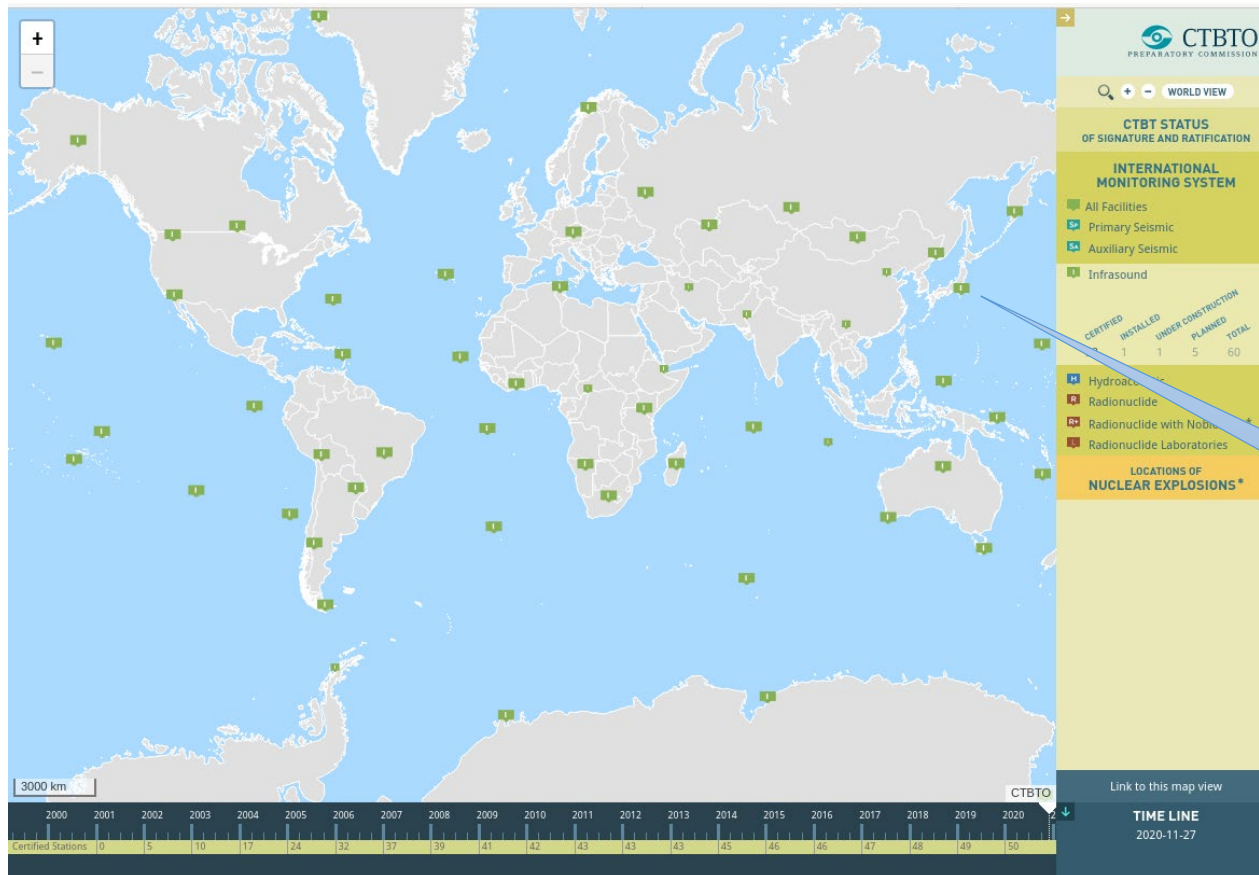 +
−
3000 km
CTBTO
PREPARATORY COMMISSION
+ − WORLD VIEW
CTBT STATUS
OF SIGNATURE AND RATIFICATION
INTERNATIONAL
MONITORING SYSTEM
All Facilities
Primary Seismic
Auxiliary Seismic
Infrasound
CERTIFIED INSTALLED UNDER CONSTRUCTION PLANNED TOTAL
1 1 5 60
Radionuclide
Radionuclide with
Radionuclide Laboratories
LOCATIONS OF
NUCLEAR EXPLOSIONS*
Link to this map view
CTBTO
2000 2001 2002 2003 2004 2005 2006 2007 2008 2009 2010 2011 2012 2013 2014 2015 2016 2017 2018 2019 2020
Certified Stations 0 5 10 17 24 32 37 39 41 42 43 43 43 45 46 46 47 48 49 50
TIME LINE
2020-11-27